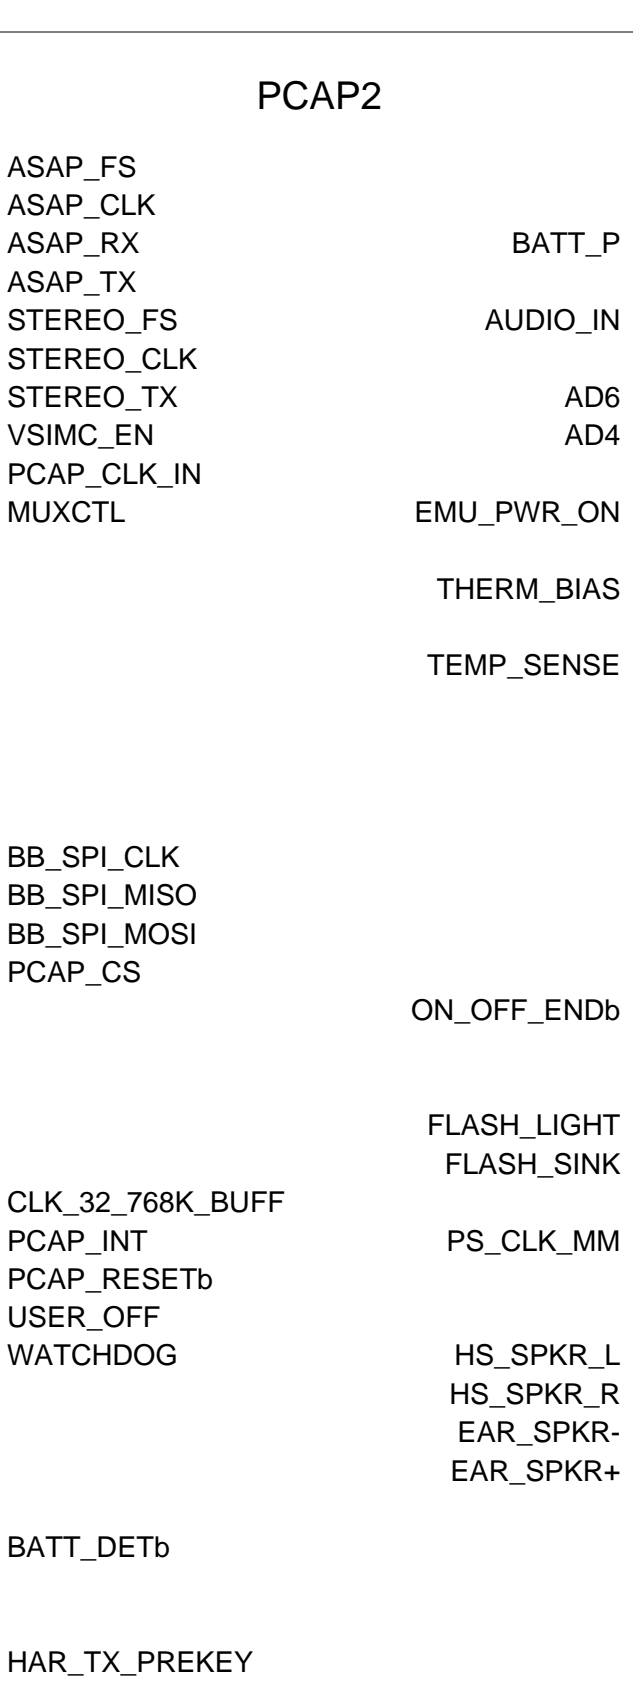 PCAP2
ASAP_FS
ASAP_CLK
ASAP_RX BATT_P
ASAP_TX
STEREO_FS AUDIO_IN
STEREO_CLK
STEREO_TX AD6
VSIMC_EN AD4
PCAP_CLK_IN
MUXCTL EMU_PWR_ON
THERM_BIAS
TEMP_SENSE
BB_SPI_CLK
BB_SPI_MISO
BB_SPI_MOSI
PCAP_CS
ON_OFF_ENDb
FLASH_LIGHT
FLASH_SINK
CLK_32_768K_BUFF
PCAP_INT PS_CLK_MM
PCAP_RESETb
USER_OFF
WATCHDOG HS_SPKR_L
HS_SPKR_R
EAR_SPKR-
EAR_SPKR+
BATT_DETb
HAR_TX_PREKEY